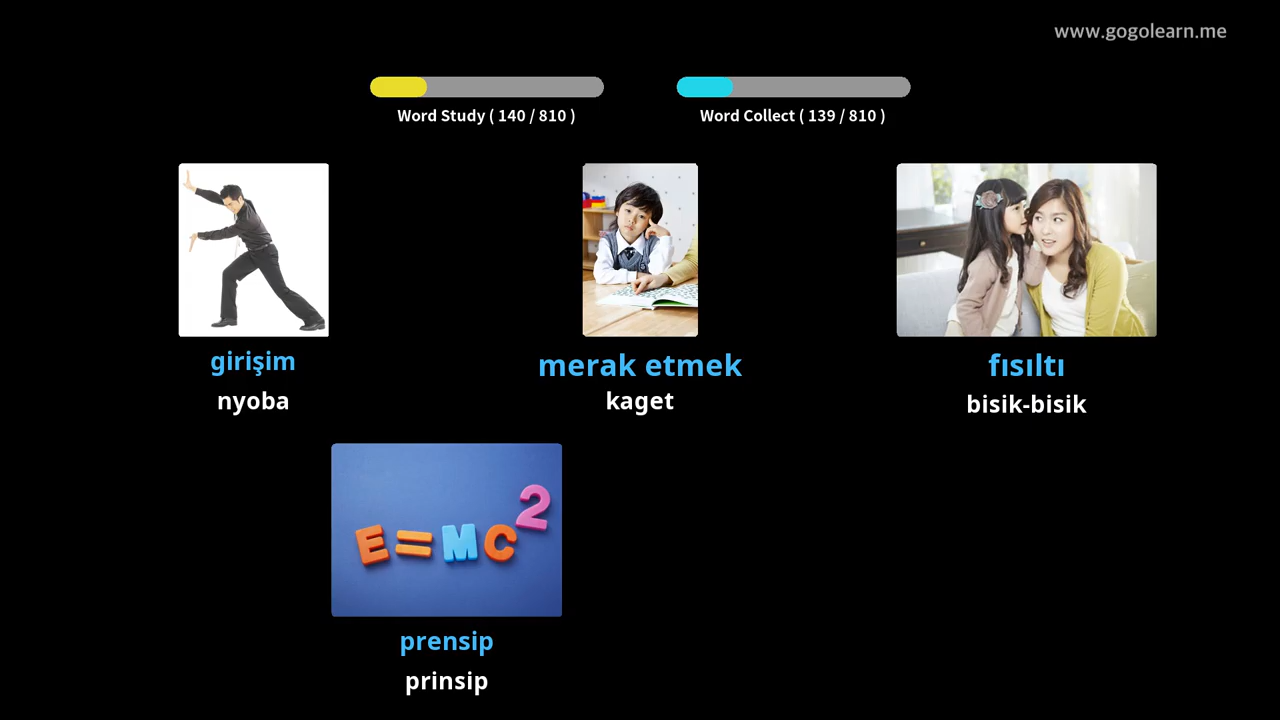 www.gogolearn.me
Word Study ( 140 / 810 )
Word Collect ( 139 / 810 )
girişim
nyoba
merak etmek
kaget
fısıltı
bisik-bisik
E=MC2
prensip
prinsip